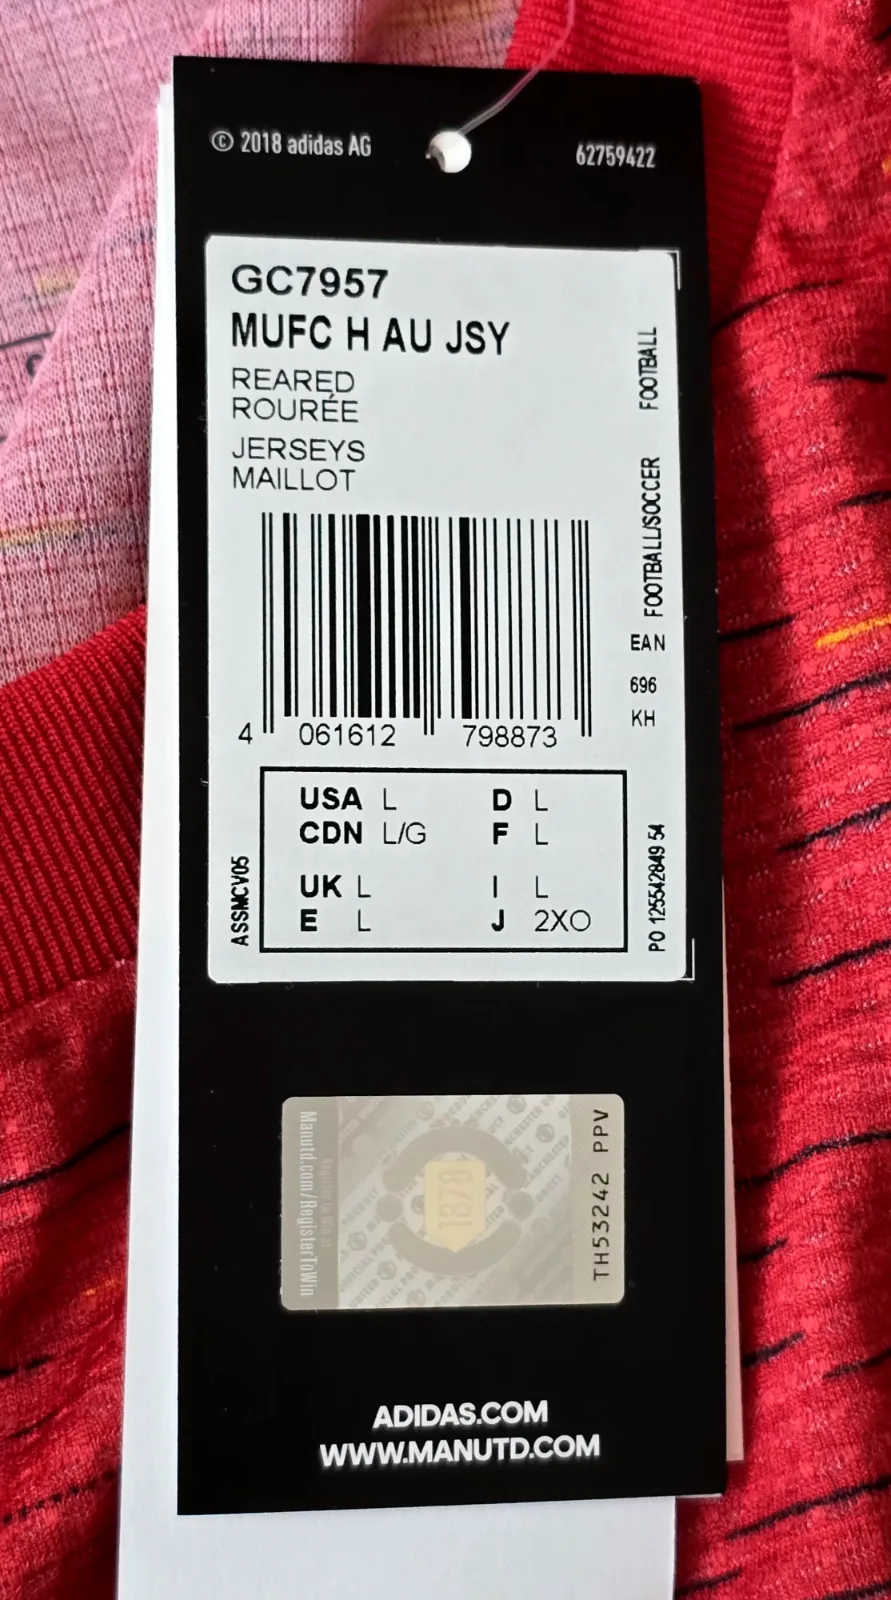 © 2018 adidas AG
62759422
GC7957
MUFC H AU JSY
REARED
ROURÉE
JERSEYS
MAILLOT
FOOTBALL/SOCCER FOOTBALL
EAN
696
KH
4 061612 798873
USA L D L
CDN L/G F L
UK L I L
E L J 2XO
ASSMCV05
PO 125542849 54
Manutd.com/RegisterToWin
1878
TH53242 PPV
ADIDAS.COM
WWW.MANUTD.COM